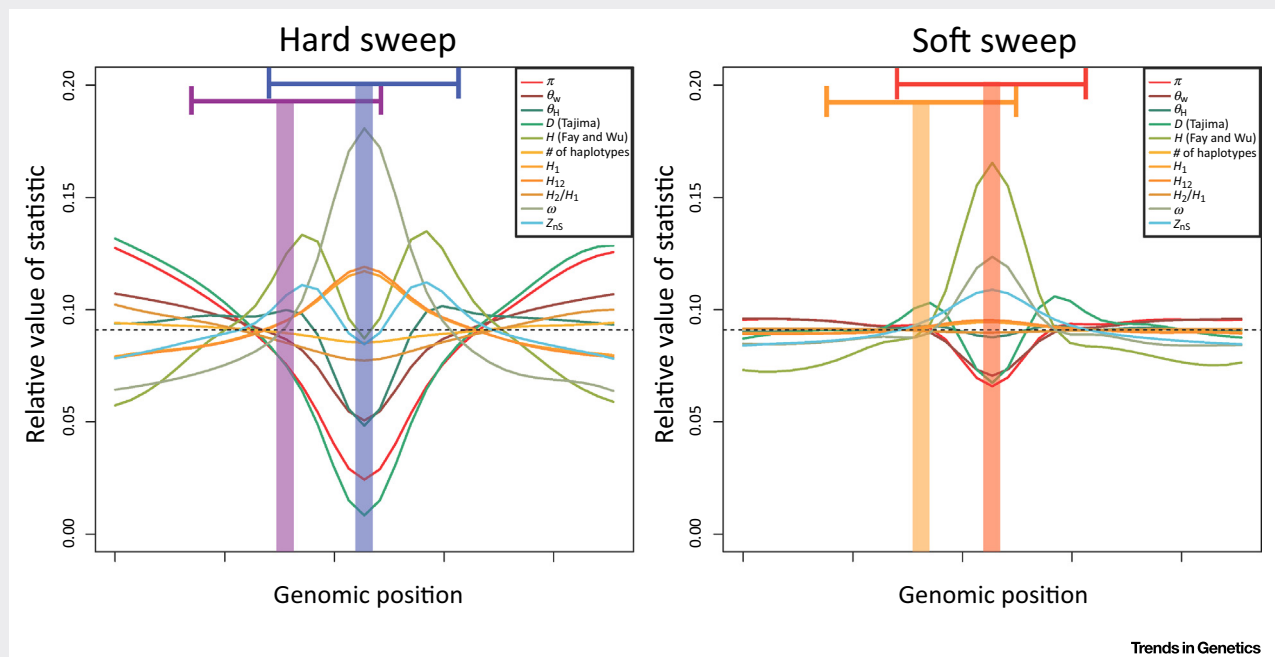 Hard sweep
Relative value of statistic
0.20
0.15
0.10
0.05
0.00
π
θw
θH
D (Tajima)
H (Fay and Wu)
# of haplotypes
H1
H12
H2/H1
ω
ZnS
Genomic position
Soft sweep
Relative value of statistic
0.20
0.15
0.10
0.05
0.00
π
θw
θH
D (Tajima)
H (Fay and Wu)
# of haplotypes
H1
H12
H2/H1
ω
ZnS
Genomic position
Trends in Genetics